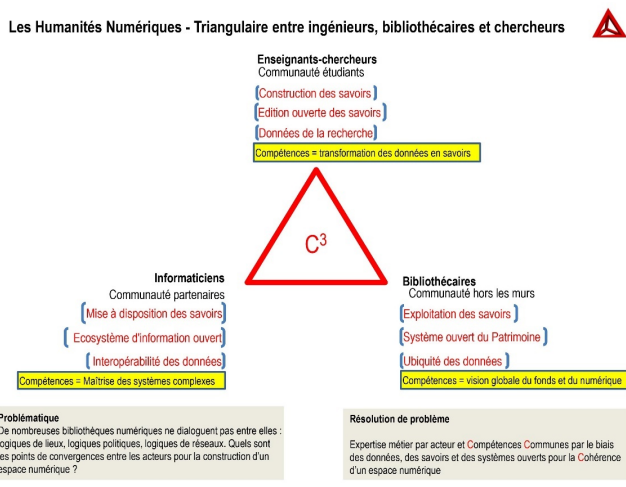 Les Humanités Numériques - Triangulaire entre ingénieurs, bibliothécaires et chercheurs
Enseignants-chercheurs
Communauté étudiants
Construction des savoirs
Edition ouverte des savoirs
Données de la recherche
Compétences = transformation des données en savoirs
C³
Informaticiens
Communauté partenaires
Mise à disposition des savoirs
Ecosystème d'information ouvert
Interopérabilité des données
Compétences = Maîtrise des systèmes complexes
Bibliothécaires
Communauté hors les murs
Exploitation des savoirs
Système ouvert du Patrimoine
Ubiquité des données
Compétences = vision globale du fonds et du numérique
Problématique
De nombreuses bibliothèques numériques ne dialoguent pas entre elles :
logiques de lieux, logiques politiques, logiques de réseaux. Quels sont
les points de convergences entre les acteurs pour la construction d'un
espace numérique ?
Résolution de problème
Expertise métier par acteur et Compétences Communes par le biais
des données, des savoirs et des systèmes ouverts pour la Cohérence
d'un espace numérique